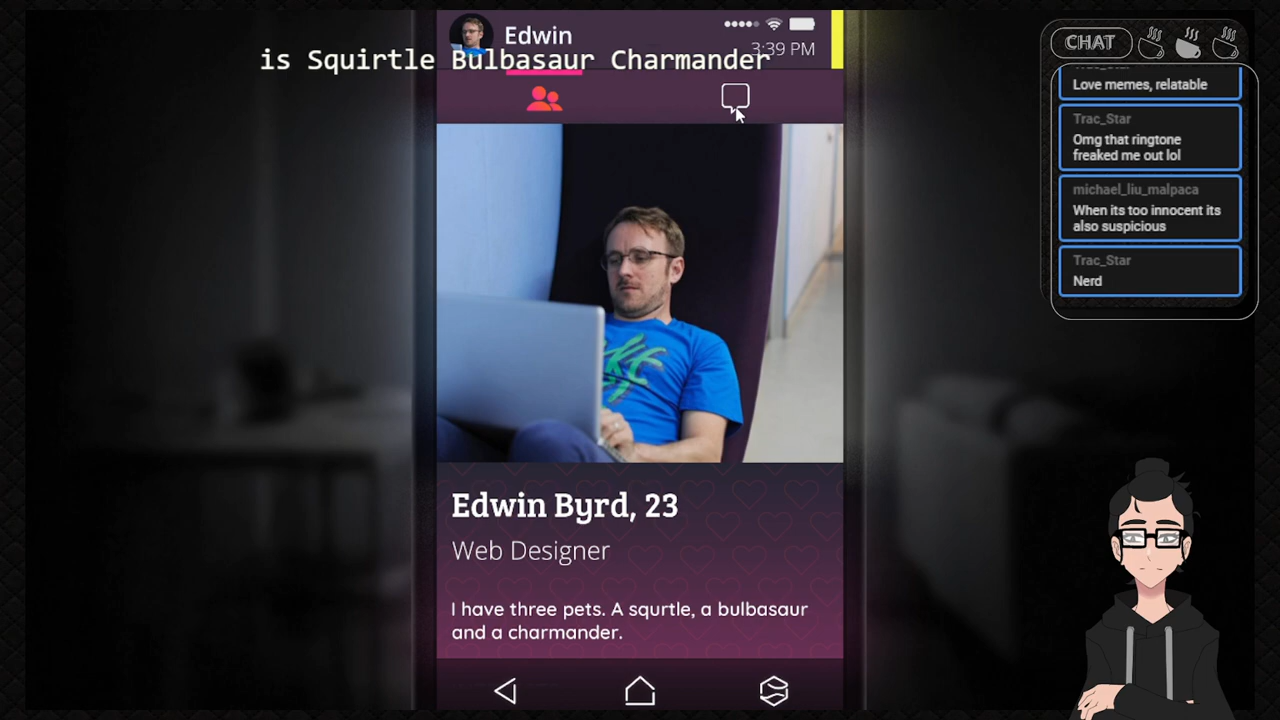 Edwin
3:39 PM
is Squirtle Bulbasaur Charmander
Edwin Byrd, 23
Web Designer
I have three pets. A squrtle, a bulbasaur
and a charmander.
CHAT
Love memes, relatable
Trac_Star
Omg that ringtone
freaked me out lol
michael_liu_malpaca
When its too innocent its
also suspicious
Trac_Star
Nerd